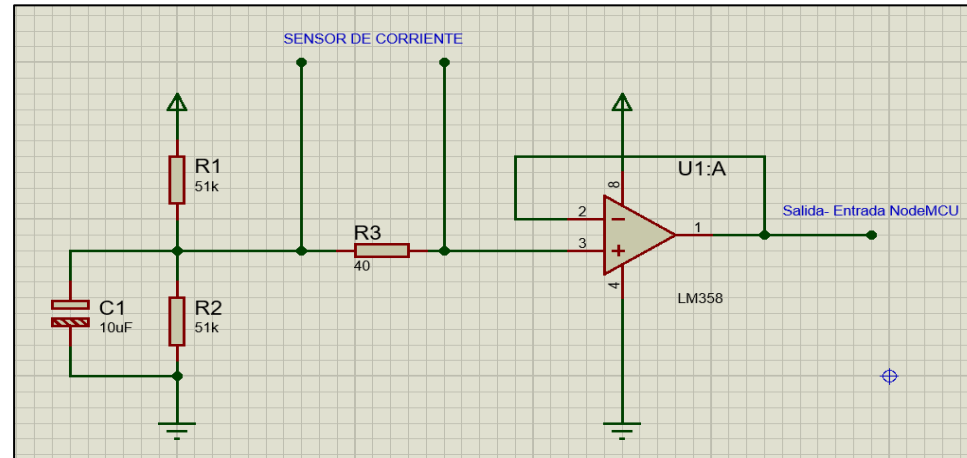 SENSOR DE CORRIENTE
R1
51k
U1:A
8
2
Salida- Entrada NodeMCU
1
R3
3
40
4
C1
10uF
R2
51k
LM358